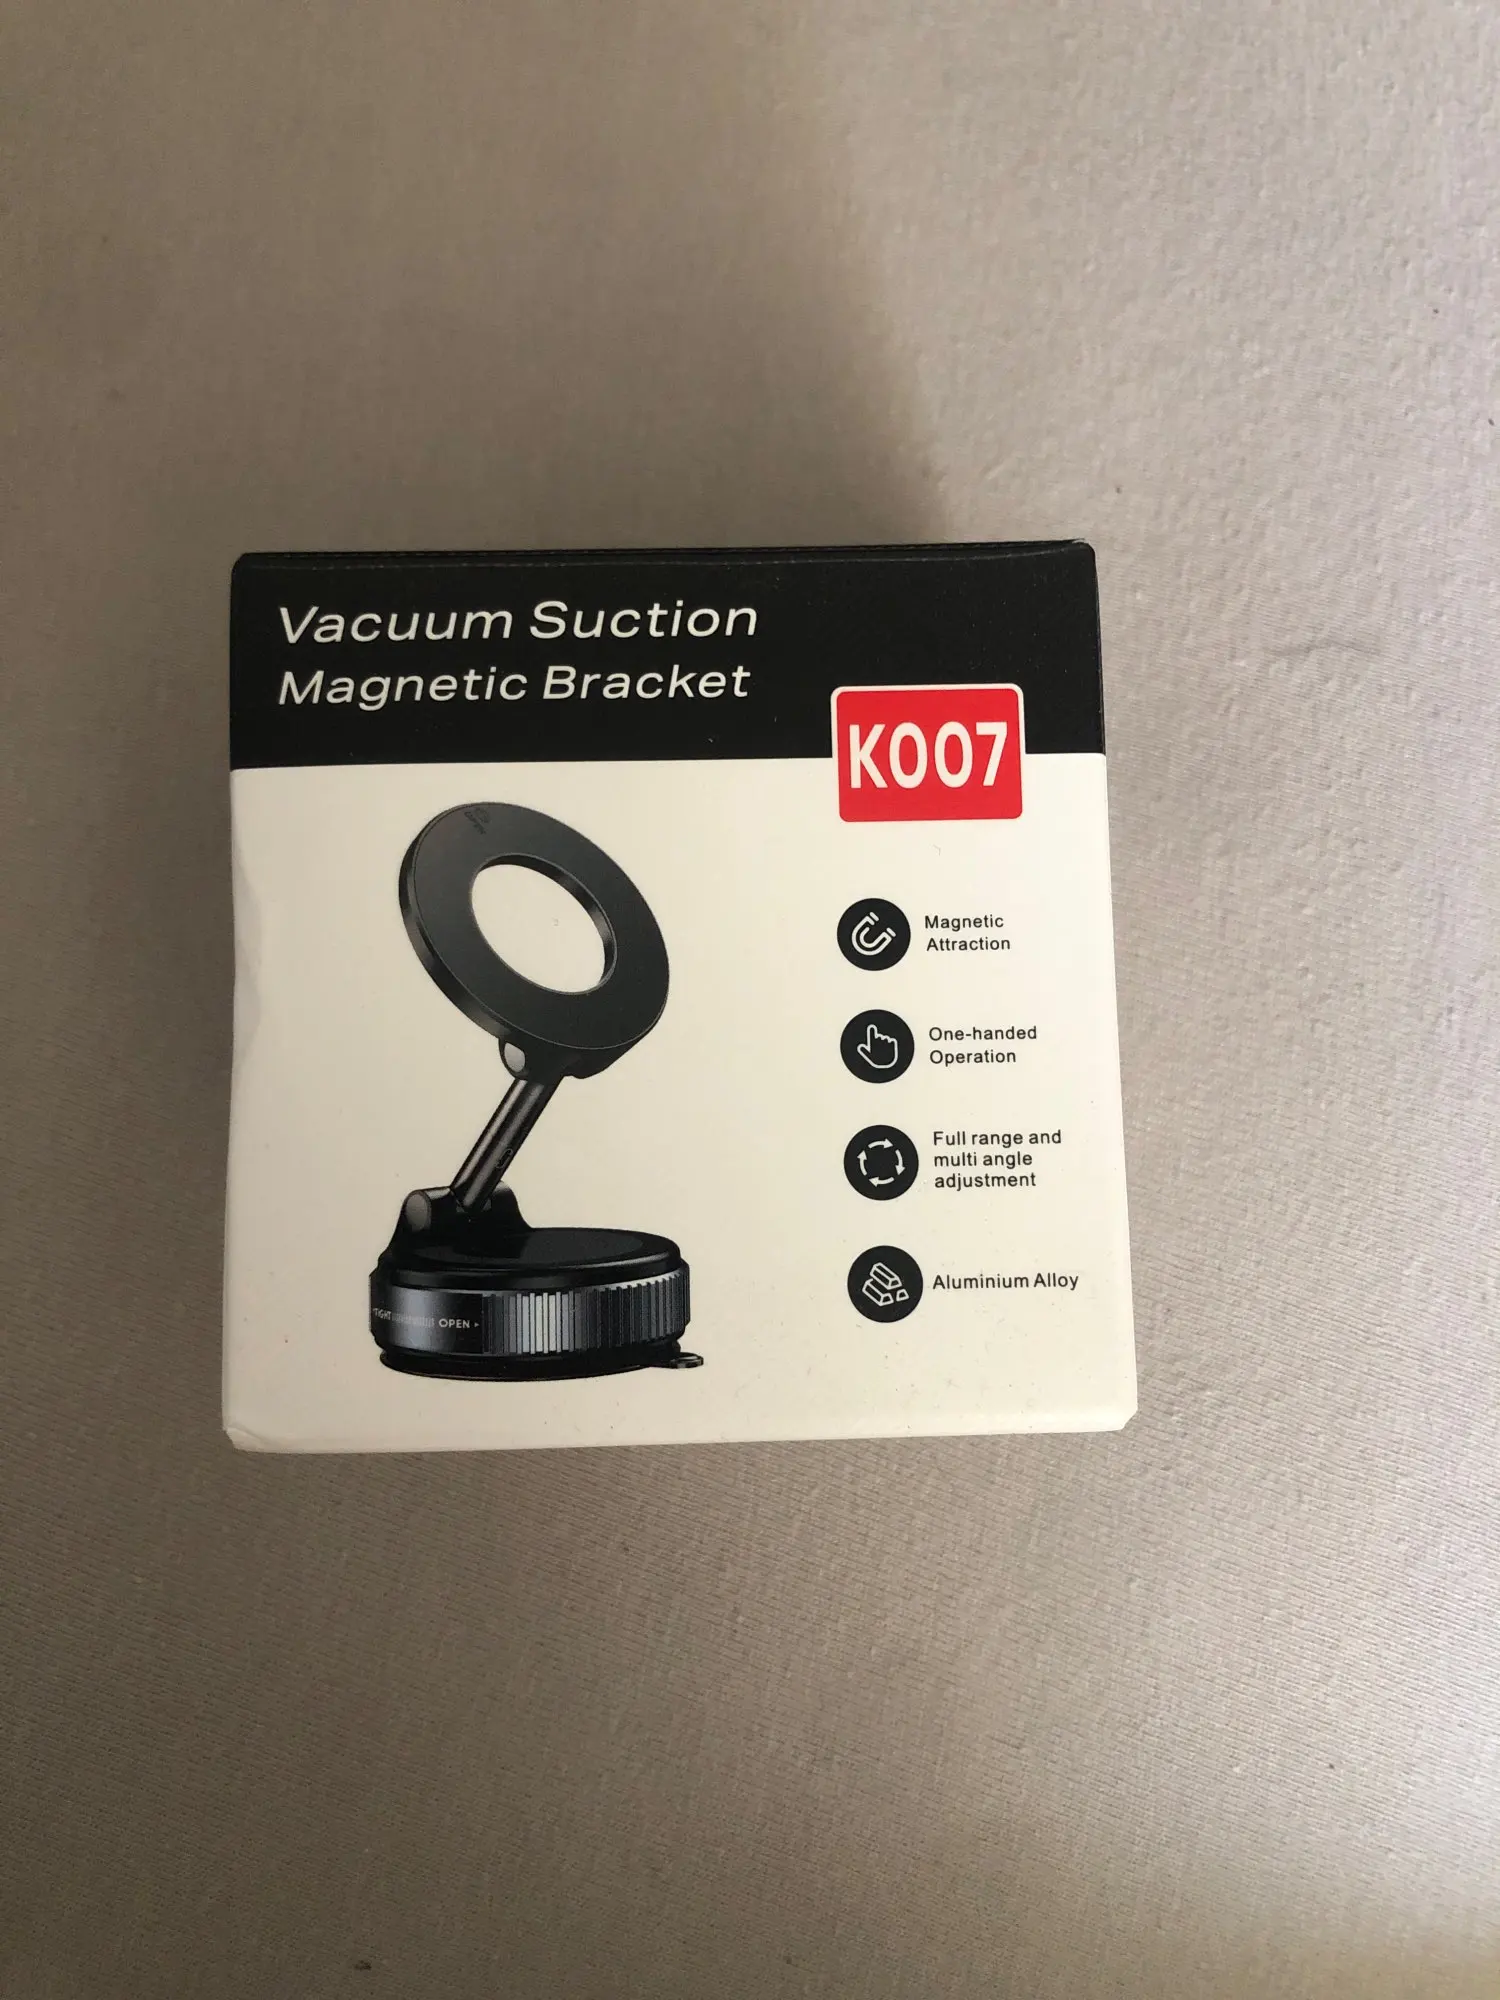 Vacuum Suction
Magnetic Bracket
K007
Magnetic
Attraction
One-handed
Operation
Full range and
multi angle
adjustment
Aluminium Alloy
TIGHT OPEN